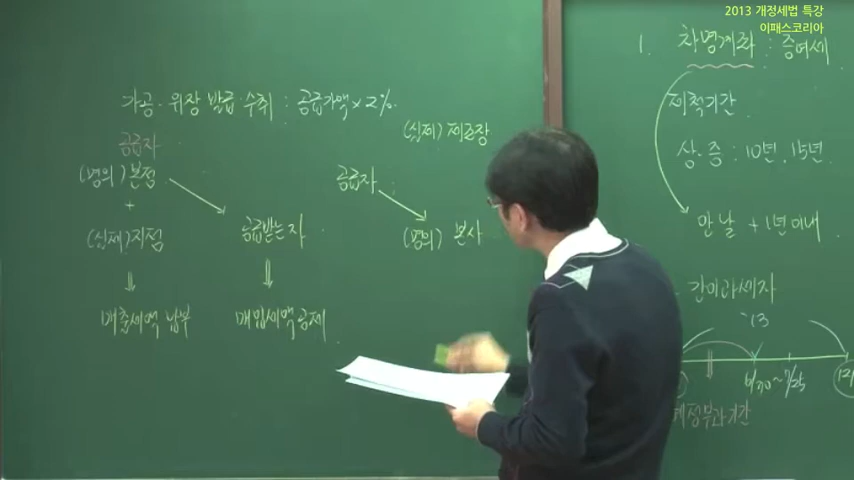 2013 개정세법 특강
이패스코리아
가공·위장 발급·수취 : 공급가액 × 2%.
공급자
(명의) 본점
+
(실제) 지점
공급받는자
매출세액 납부
매입세액 공제
(실제) 제조장
공급자
(명의) 본사
1. 차명계좌 : 증여세
제척기간
상·증 : 10년, 15년
안 날 + 1년 이내
간이과세자
'13
6/30 ~ 7/25
예정부과기간